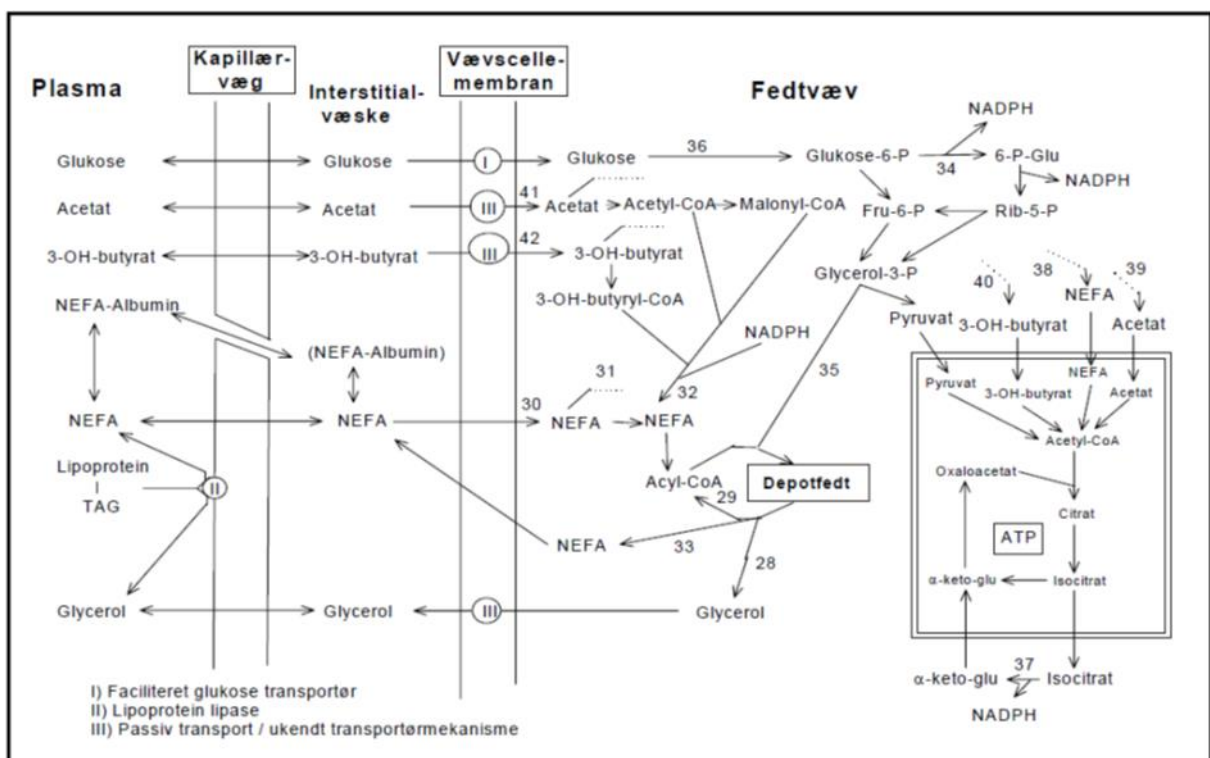 Plasma
Kapillær-
væg
Interstitial-
væske
Vævscelle-
membran
Fedtvæv
NADPH
Glukose
Glukose
I
Glukose
36
Glukose-6-P
34
6-P-Glu
NADPH
Acetat
Acetat
III
41
Acetat
Acetyl-CoA
Malonyl-CoA
Fru-6-P
Rib-5-P
3-OH-butyrat
3-OH-butyrat
III
42
3-OH-butyrat
Glycerol-3-P
40
38
39
NEFA-Albumin
3-OH-butyryl-CoA
NEFA
Pyruvat
3-OH-butyrat
Acetat
NADPH
(NEFA-Albumin)
31
32
35
Pyruvat
3-OH-butyrat
NEFA
Acetat
NEFA
NEFA
30
NEFA
NEFA
Acetyl-CoA
Lipoprotein
TAG
II
Acyl-CoA
29
Depotfedt
Oxaloacetat
Citrat
NEFA
33
28
ATP
α-keto-glu
Isocitrat
Glycerol
Glycerol
III
Glycerol
α-keto-glu
37
Isocitrat
NADPH
I) Faciliteret glukose transportør
II) Lipoprotein lipase
III) Passiv transport / ukendt transportørmekanisme